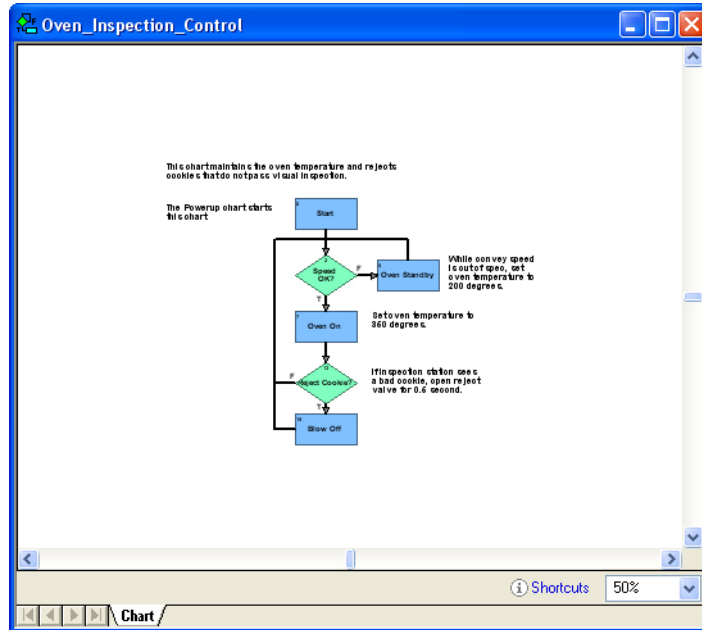 Oven_Inspection_Control
This chart maintains the oven temperature and rejects
cookies that do not pass visual inspection.
The Powerup chart starts
this chart
Start
Speed
OK?
F
Oven Standby
While convey speed
is out of spec, set
oven temperature to
200 degrees.
T
Oven On
Set oven temperature to
350 degrees.
Reject Cookie?
F
If inspection station sees
a bad cookie, open reject
valve for 0.6 second.
T
Blow Off
Shortcuts
50%
Chart